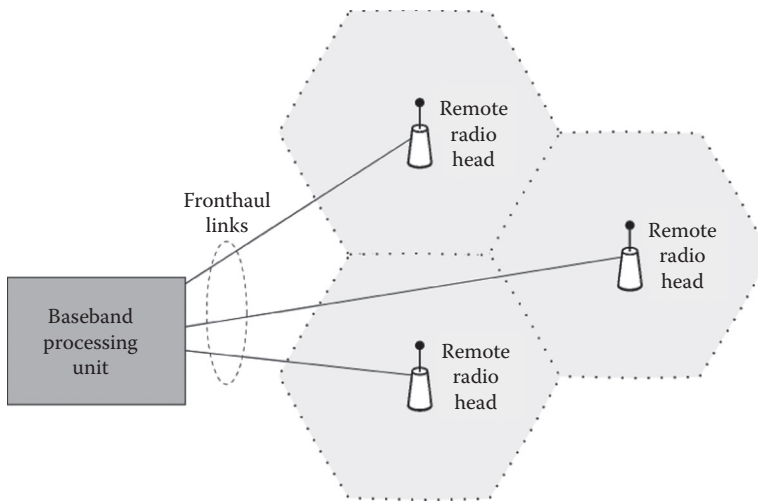 Remote
radio
head
Fronthaul
links
Remote
radio
head
Baseband
processing
unit
Remote
radio
head